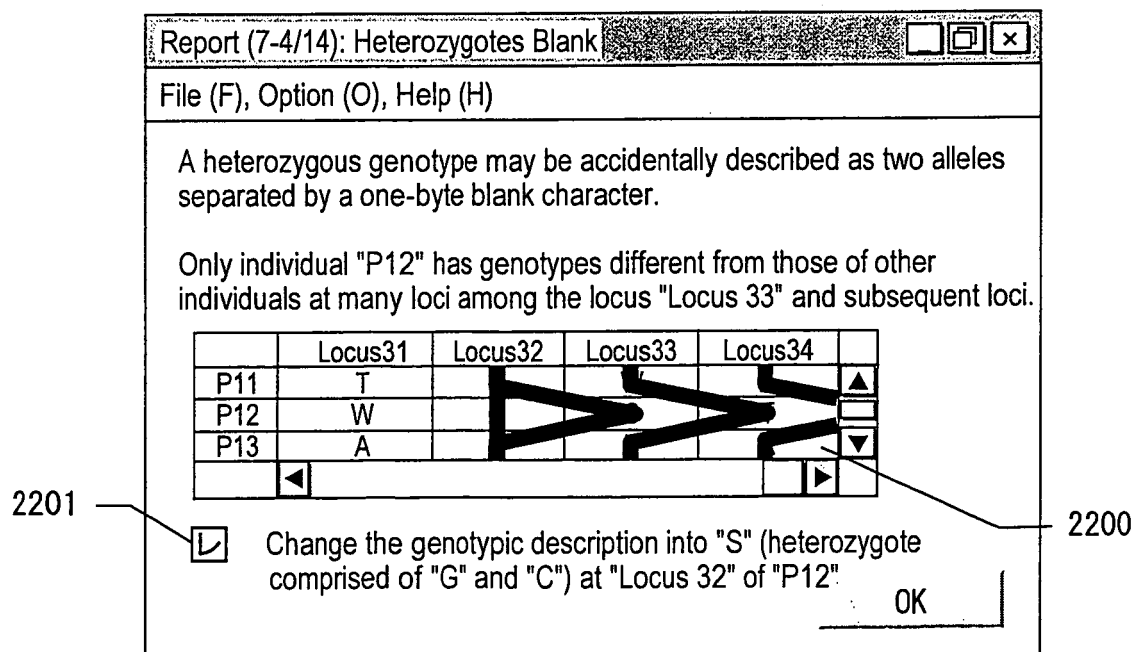 Report (7-4/14): Heterozygotes Blank
File (F), Option (O), Help (H)
A heterozygous genotype may be accidentally described as two alleles
separated by a one-byte blank character.
Only individual "P12" has genotypes different from those of other
individuals at many loci among the locus "Locus 33" and subsequent loci.
Locus31 Locus32 Locus33 Locus34
P11 T
P12 W
P13 A
2201
2200
Change the genotypic description into "S" (heterozygote
comprised of "G" and "C") at "Locus 32" of "P12"
OK